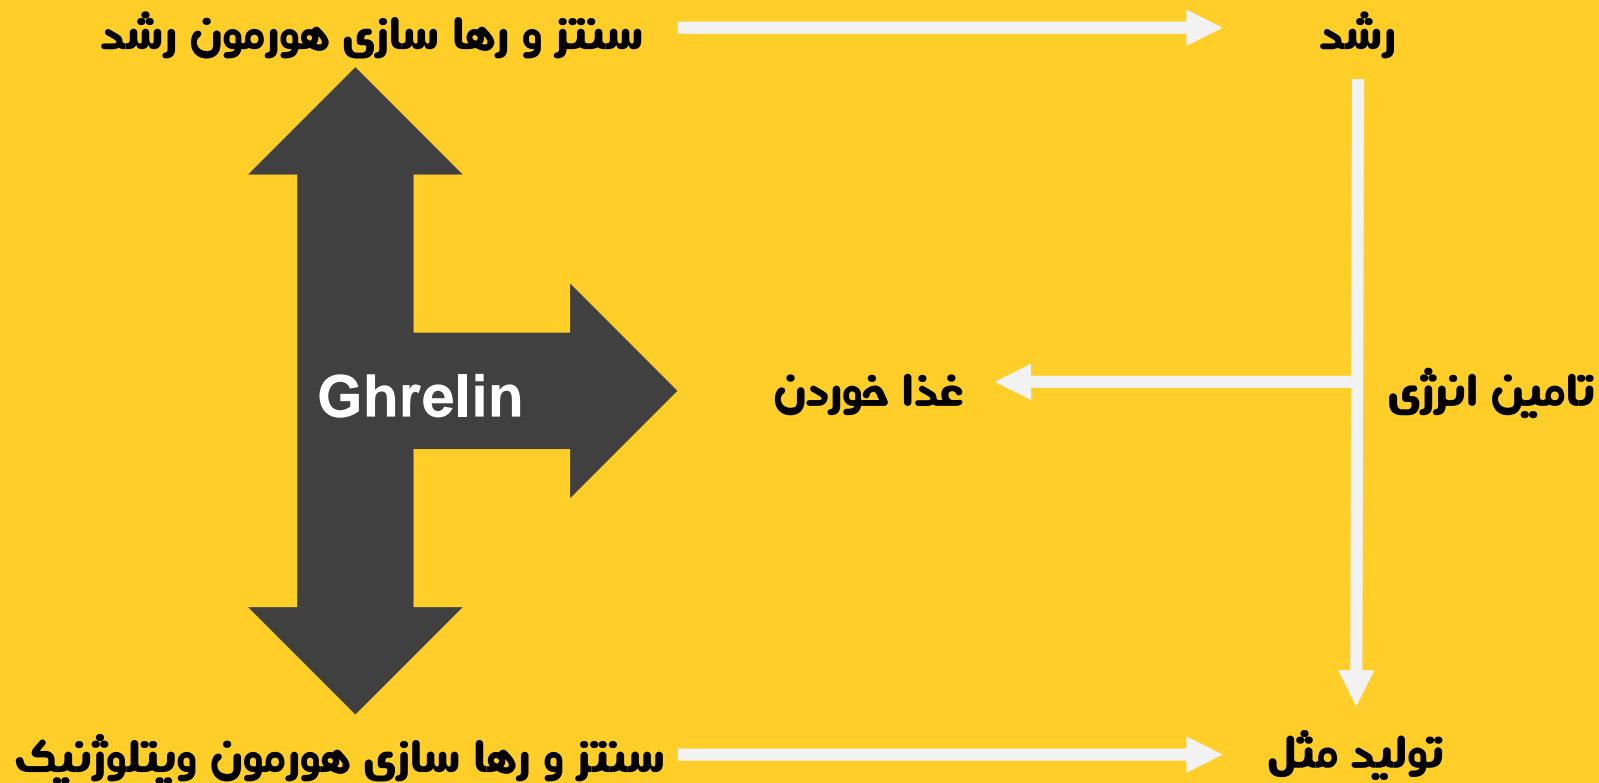 سنتز و رها سازی هورمون رشد
رشد
Ghrelin
غذا خوردن
تامین انرژی
سنتز و رها سازی هورمون ویتلوژنیک
تولید مثل